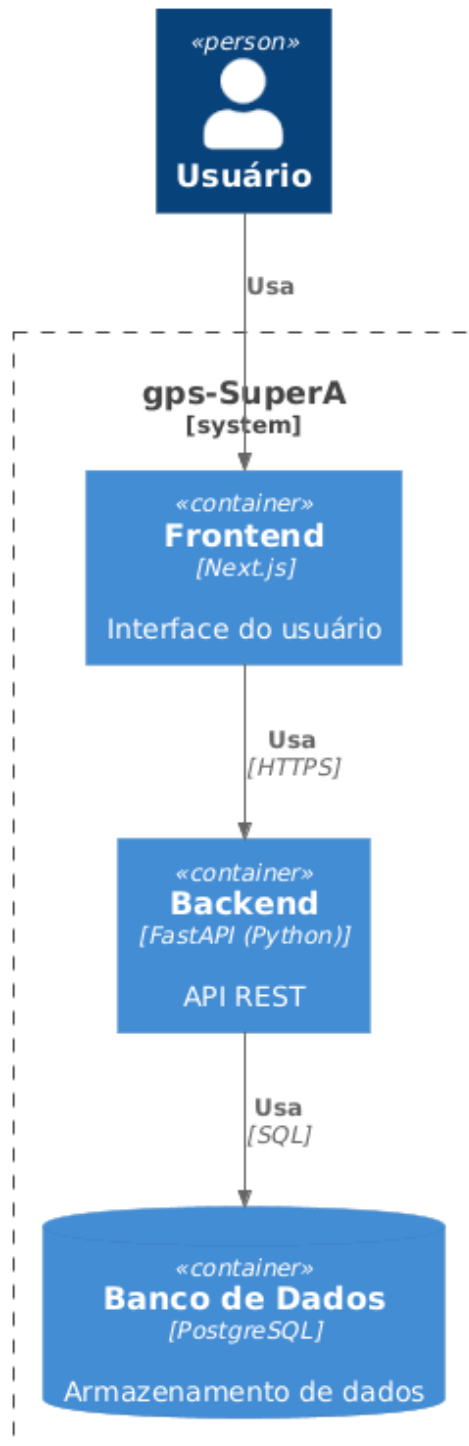 «person»
Usuário
Usa
gps-SuperA
[system]
«container»
Frontend
[Next.js]
Interface do usuário
Usa
[HTTPS]
«container»
Backend
[FastAPI (Python)]
API REST
Usa
[SQL]
«container»
Banco de Dados
[PostgreSQL]
Armazenamento de dados